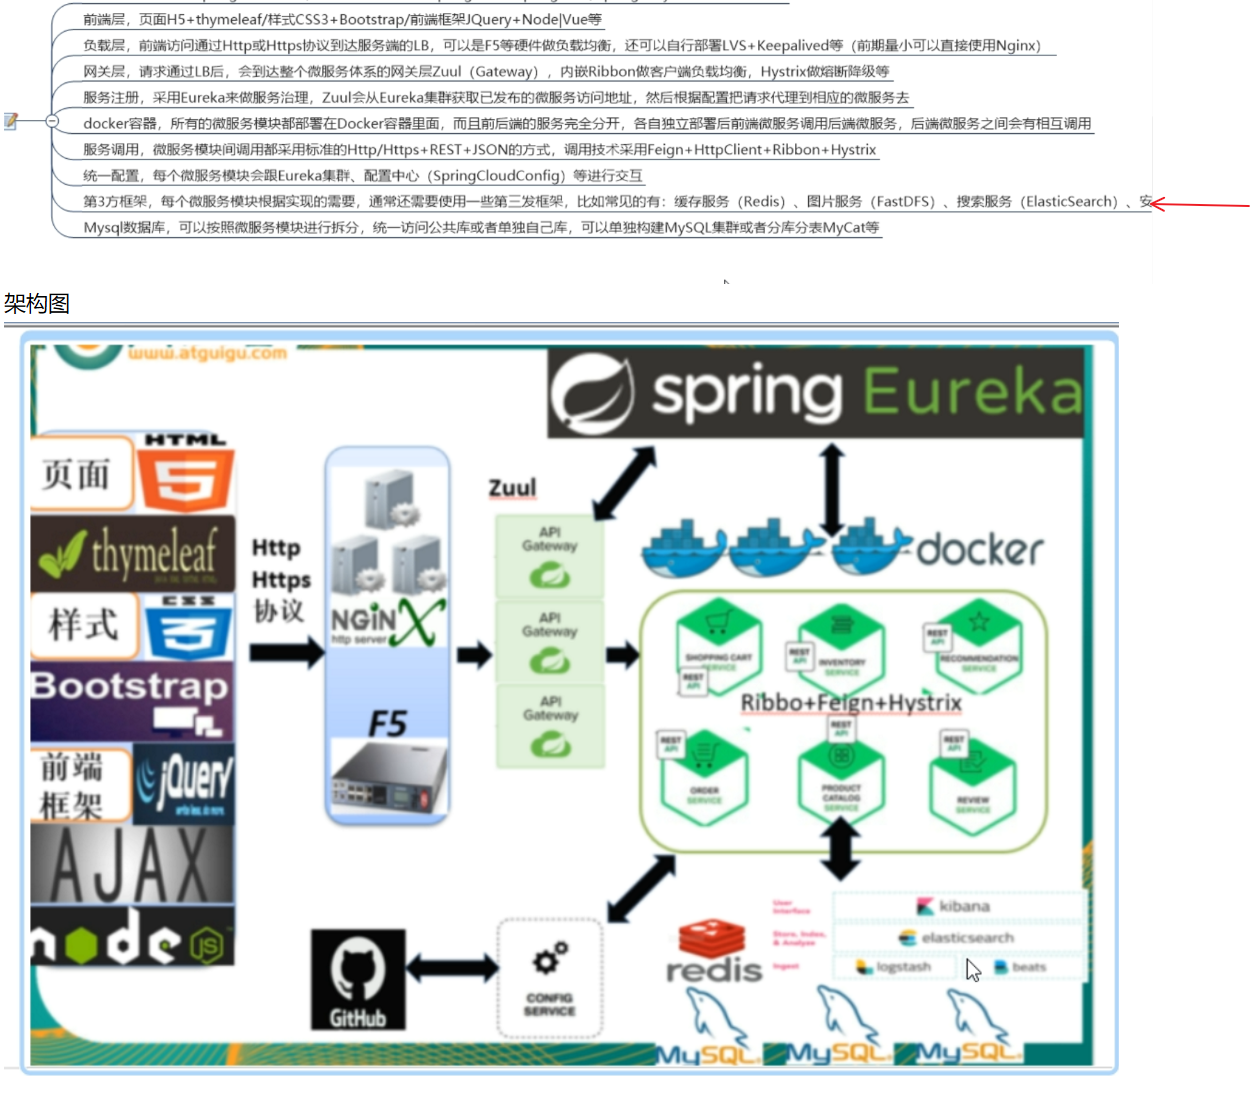 前端层，页面H5+thymeleaf/样式CSS3+Bootstrap/前端框架JQuery+Node|Vue等
负载层，前端访问通过Http或Https协议到达服务端的LB，可以是F5等硬件做负载均衡，还可以自行部署LVS+Keepalived等（前期量小可以直接使用Nginx）
网关层，请求通过LB后，会到达整个微服务体系的网关层Zuul（Gateway），内嵌Ribbon做客户端负载均衡，Hystrix做熔断降级等
服务注册，采用Eureka来做服务治理，Zuul会从Eureka集群获取已发布的微服务访问地址，然后根据配置把请求代理到相应的微服务去
docker容器，所有的微服务模块都部署在Docker容器里面，而且前后端的服务完全分开，各自独立部署后前端微服务调用后端微服务，后端微服务之间会有相互调用
服务调用，微服务模块间调用都采用标准的Http/Https+REST+JSON的方式，调用技术采用Feign+HttpClient+Ribbon+Hystrix
统一配置，每个微服务模块会跟Eureka集群、配置中心（SpringCloudConfig）等进行交互
第3方框架，每个微服务模块根据实现的需要，通常还需要使用一些第三发框架，比如常见的有：缓存服务（Redis）、图片服务（FastDFS）、搜索服务（ElasticSearch）、安
Mysql数据库，可以按照微服务模块进行拆分，统一访问公共库或者单独自己库，可以单独构建MySQL集群或者分库分表MyCat等
架构图
www.atguigu.com
spring Eureka
HTML
页面
5
thymeleaf
样式
CSS
3
Bootstrap
前端
框架
jQuery
AJAX
node
JS
Http
Https
协议
NGiNX
http server
F5
Zuul
API
Gateway
API
Gateway
API
Gateway
docker
SHOPPING CART
SERVICE
REST
API
INVENTORY
SERVICE
REST
API
RECOMMENDATION
SERVICE
REST
API
Ribbo+Feign+Hystrix
REST
API
ORDER
SERVICE
REST
API
PRODUCT
CATALOG
SERVICE
REST
API
REVIEW
SERVICE
GitHub
CONFIG
SERVICE
redis
User
Interface
Store, Index,
& Analyze
Ingest
kibana
elasticsearch
logstash
beats
MySQL
MySQL
MySQL